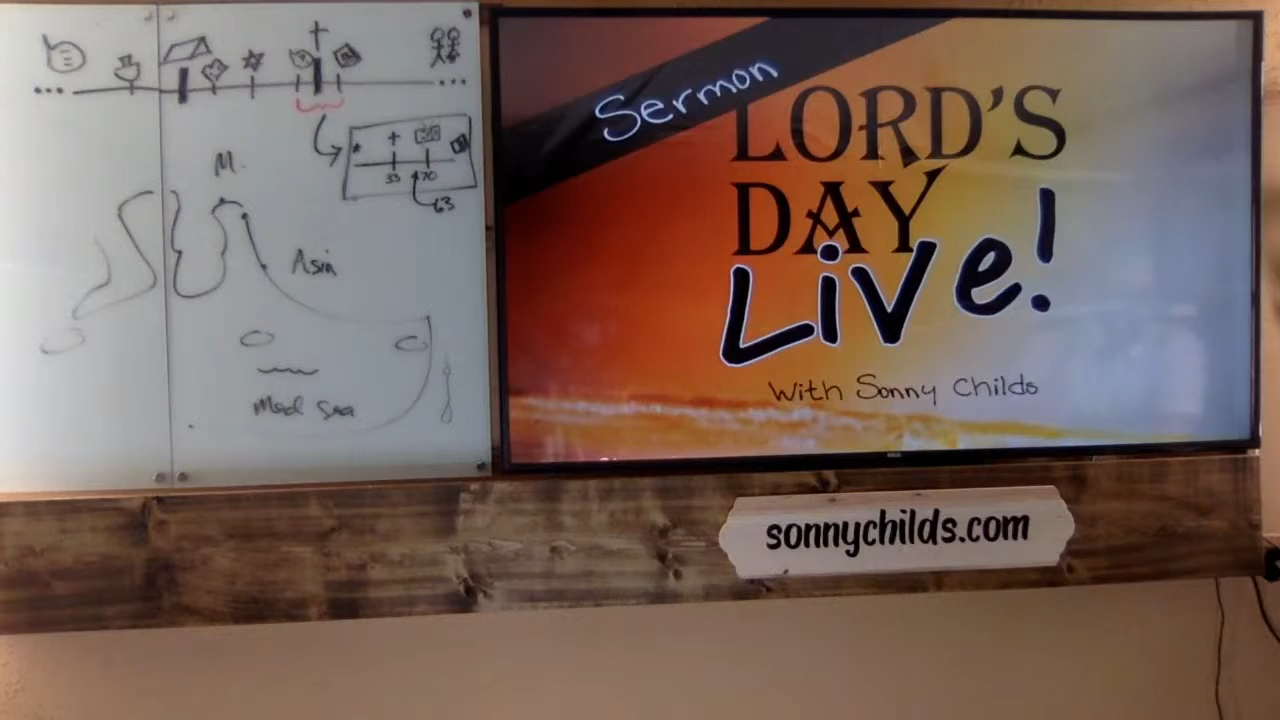 33
70
63
M.
Asia
Med Sea
Sermon
LORD'S
DAY
Live!
With Sonny Childs
sonnychilds.com